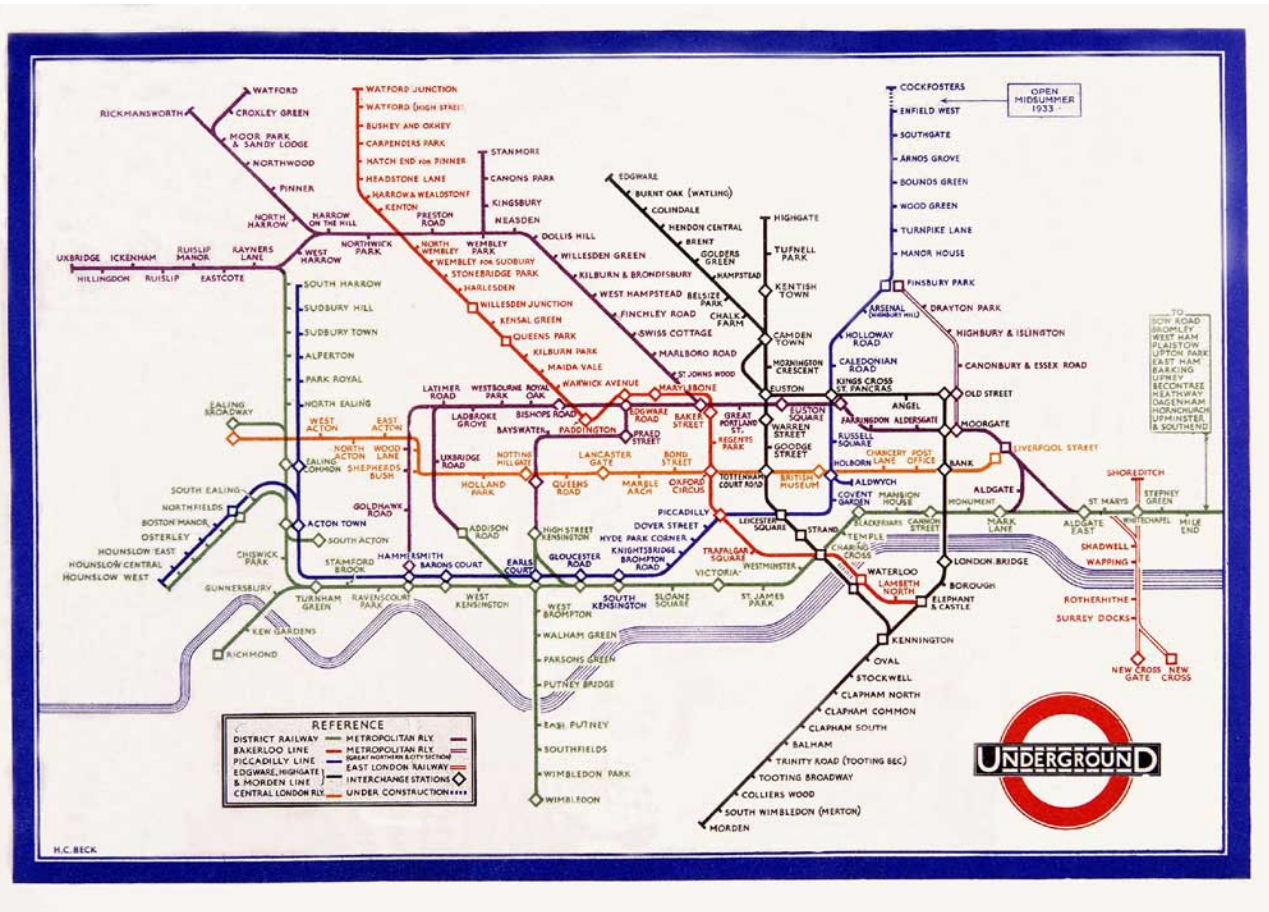 WATFORD
RICKMANSWORTH
CROXLEY GREEN
MOOR PARK
& SANDY LODGE
NORTHWOOD
PINNER
NORTH
HARROW
HARROW
ON THE HILL
NORTHWICK
PARK
PRESTON
ROAD
WEMBLEY
PARK
WEST
HARROW
RAYNERS
LANE
EASTCOTE
RUISLIP
MANOR
RUISLIP
ICKENHAM
HILLINGDON
UXBRIDGE
WATFORD JUNCTION
WATFORD (HIGH STREET
BUSHEY AND OXHEY
CARPENDERS PARK
HATCH END FOR PINNER
HEADSTONE LANE
HARROW & WEALDSTONE
KENTON
NORTH
WEMBLEY
WEMBLEY FOR SUDBURY
STONEBRIDGE PARK
HARLESDEN
WILLESDEN JUNCTION
KENSAL GREEN
QUEENS PARK
KILBURN PARK
MAIDA VALE
WARWICK AVENUE
PADDINGTON
STANMORE
CANONS PARK
KINGSBURY
NEASDEN
DOLLIS HILL
WILLESDEN GREEN
KILBURN & BRONDESBURY
WEST HAMPSTEAD
FINCHLEY ROAD
SWISS COTTAGE
MARLBORO ROAD
ST. JOHNS WOOD
EDGWARE
BURNT OAK (WATLING)
COLINDALE
HENDON CENTRAL
BRENT
GOLDERS
GREEN
HAMPSTEAD
BELSIZE
PARK
CHALK
FARM
HIGHGATE
TUFNELL
PARK
KENTISH
TOWN
CAMDEN
TOWN
MORNINGTON
CRESCENT
EUSTON
COCKFOSTERS
ENFIELD WEST
SOUTHGATE
ARNOS GROVE
BOUNDS GREEN
WOOD GREEN
TURNPIKE LANE
MANOR HOUSE
FINSBURY PARK
ARSENAL
(HIGHBURY HILL)
HOLLOWAY
ROAD
CALEDONIAN
ROAD
KINGS CROSS
ST. PANCRAS
OPEN
MIDSUMMER
1933
DRAYTON PARK
HIGHBURY & ISLINGTON
CANONBURY & ESSEX ROAD
OLD STREET
MOORGATE
ANGEL
TO
BOW ROAD
BROMLEY
WEST HAM
PLAISTOW
UPTON PARK
EAST HAM
BARKING
UPNEY
BECONTREE
HEATHWAY
DAGENHAM
HORNCHURCH
UPMINSTER
& SOUTHEND
SOUTH HARROW
SUDBURY HILL
SUDBURY TOWN
ALPERTON
PARK ROYAL
NORTH EALING
EALING
COMMON
ACTON TOWN
EALING
BROADWAY
WEST
ACTON
NORTH
ACTON
EAST
ACTON
WOOD
LANE
SHEPHERDS
BUSH
HOLLAND
PARK
NOTTING
HILL GATE
QUEENS
ROAD
LANCASTER
GATE
MARBLE
ARCH
BOND
STREET
OXFORD
CIRCUS
TOTTENHAM
COURT ROAD
BRITISH
MUSEUM
CHANCERY
LANE
POST
OFFICE
BANK
LIVERPOOL STREET
LATIMER
ROAD
LADBROKE
GROVE
WESTBOURNE
PARK
ROYAL
OAK
BISHOPS ROAD
EDGWARE
ROAD
MARYLEBONE
BAKER
STREET
GREAT
PORTLAND
ST.
REGENTS
PARK
EUSTON
SQUARE
WARREN
STREET
GOODGE
STREET
RUSSELL
SQUARE
HOLBORN
ALDWYCH
COVENT
GARDEN
FARRINGDON
ALDERSGATE
BAYSWATER
PRAED
STREET
UXBRIDGE
ROAD
GOLDHAWK
ROAD
HAMMERSMITH
ADDISON
ROAD
HIGH STREET
KENSINGTON
SOUTH EALING
NORTHFIELDS
BOSTON MANOR
OSTERLEY
HOUNSLOW EAST
HOUNSLOW CENTRAL
HOUNSLOW WEST
SOUTH ACTON
CHISWICK
PARK
GUNNERSBURY
KEW GARDENS
RICHMOND
TURNHAM
GREEN
STAMFORD
BROOK
RAVENSCOURT
PARK
BARONS COURT
WEST
KENSINGTON
EARLS
COURT
GLOUCESTER
ROAD
SOUTH
KENSINGTON
KNIGHTSBRIDGE
BROMPTON
ROAD
HYDE PARK CORNER
DOVER STREET
PICCADILLY
LEICESTER
SQUARE
STRAND
TRAFALGAR
SQUARE
CHARING
CROSS
SLOANE
SQUARE
VICTORIA
ST. JAMES
PARK
WESTMINSTER
TEMPLE
BLACKFRIARS
MANSION
HOUSE
CANNON
STREET
MONUMENT
MARK
LANE
ALDGATE
ALDGATE
EAST
ST. MARYS
WHITECHAPEL
STEPNEY
GREEN
MILE
END
SHOREDITCH
SHADWELL
WAPPING
ROTHERHITHE
SURREY DOCKS
NEW CROSS
GATE
NEW
CROSS
WATERLOO
LAMBETH
NORTH
LONDON BRIDGE
BOROUGH
ELEPHANT
& CASTLE
KENNINGTON
OVAL
STOCKWELL
CLAPHAM NORTH
CLAPHAM COMMON
CLAPHAM SOUTH
BALHAM
TRINITY ROAD (TOOTING BEC)
TOOTING BROADWAY
COLLIERS WOOD
SOUTH WIMBLEDON (MERTON)
MORDEN
WEST
BROMPTON
WALHAM GREEN
PARSONS GREEN
PUTNEY BRIDGE
EAST PUTNEY
SOUTHFIELDS
WIMBLEDON PARK
WIMBLEDON
REFERENCE
DISTRICT RAILWAY
BAKERLOO LINE
PICCADILLY LINE
EDGWARE, HIGHGATE
& MORDEN LINE
CENTRAL LONDON RLY.
METROPOLITAN RLY.
METROPOLITAN RLY.
(GREAT NORTHERN & CITY SECTION)
EAST LONDON RAILWAY
INTERCHANGE STATIONS
UNDER CONSTRUCTION
UNDERGROUND
H.C. BECK